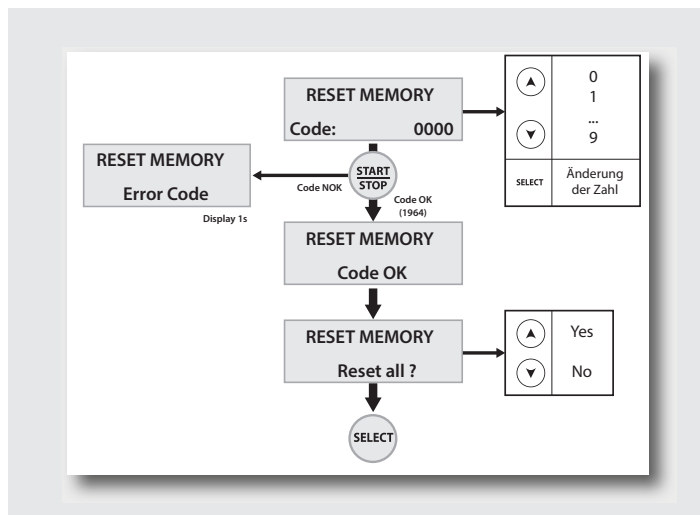 RESET MEMORY
Code: 0000
0
1
...
9
SELECT
Änderung
der Zahl
START
STOP
Code NOK
RESET MEMORY
Error Code
Display 1s
Code OK
(1964)
RESET MEMORY
Code OK
RESET MEMORY
Reset all ?
Yes
No
SELECT